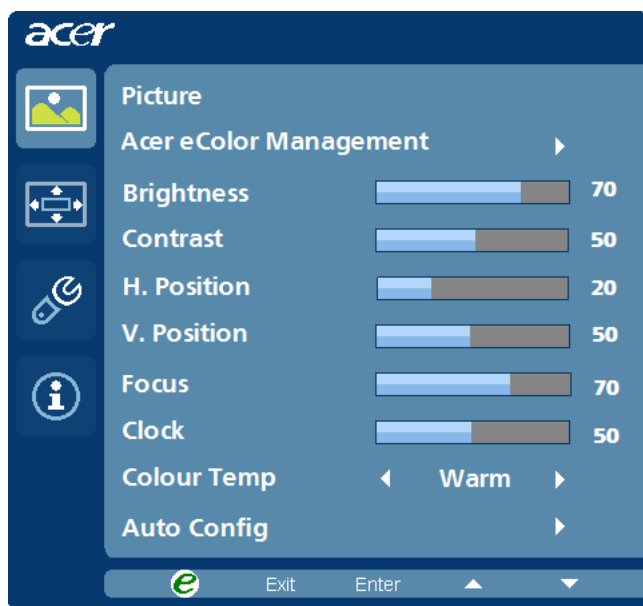 acer
Picture
Acer eColor Management
Brightness 70
Contrast 50
H. Position 20
V. Position 50
Focus 70
Clock 50
Colour Temp Warm
Auto Config
e Exit Enter